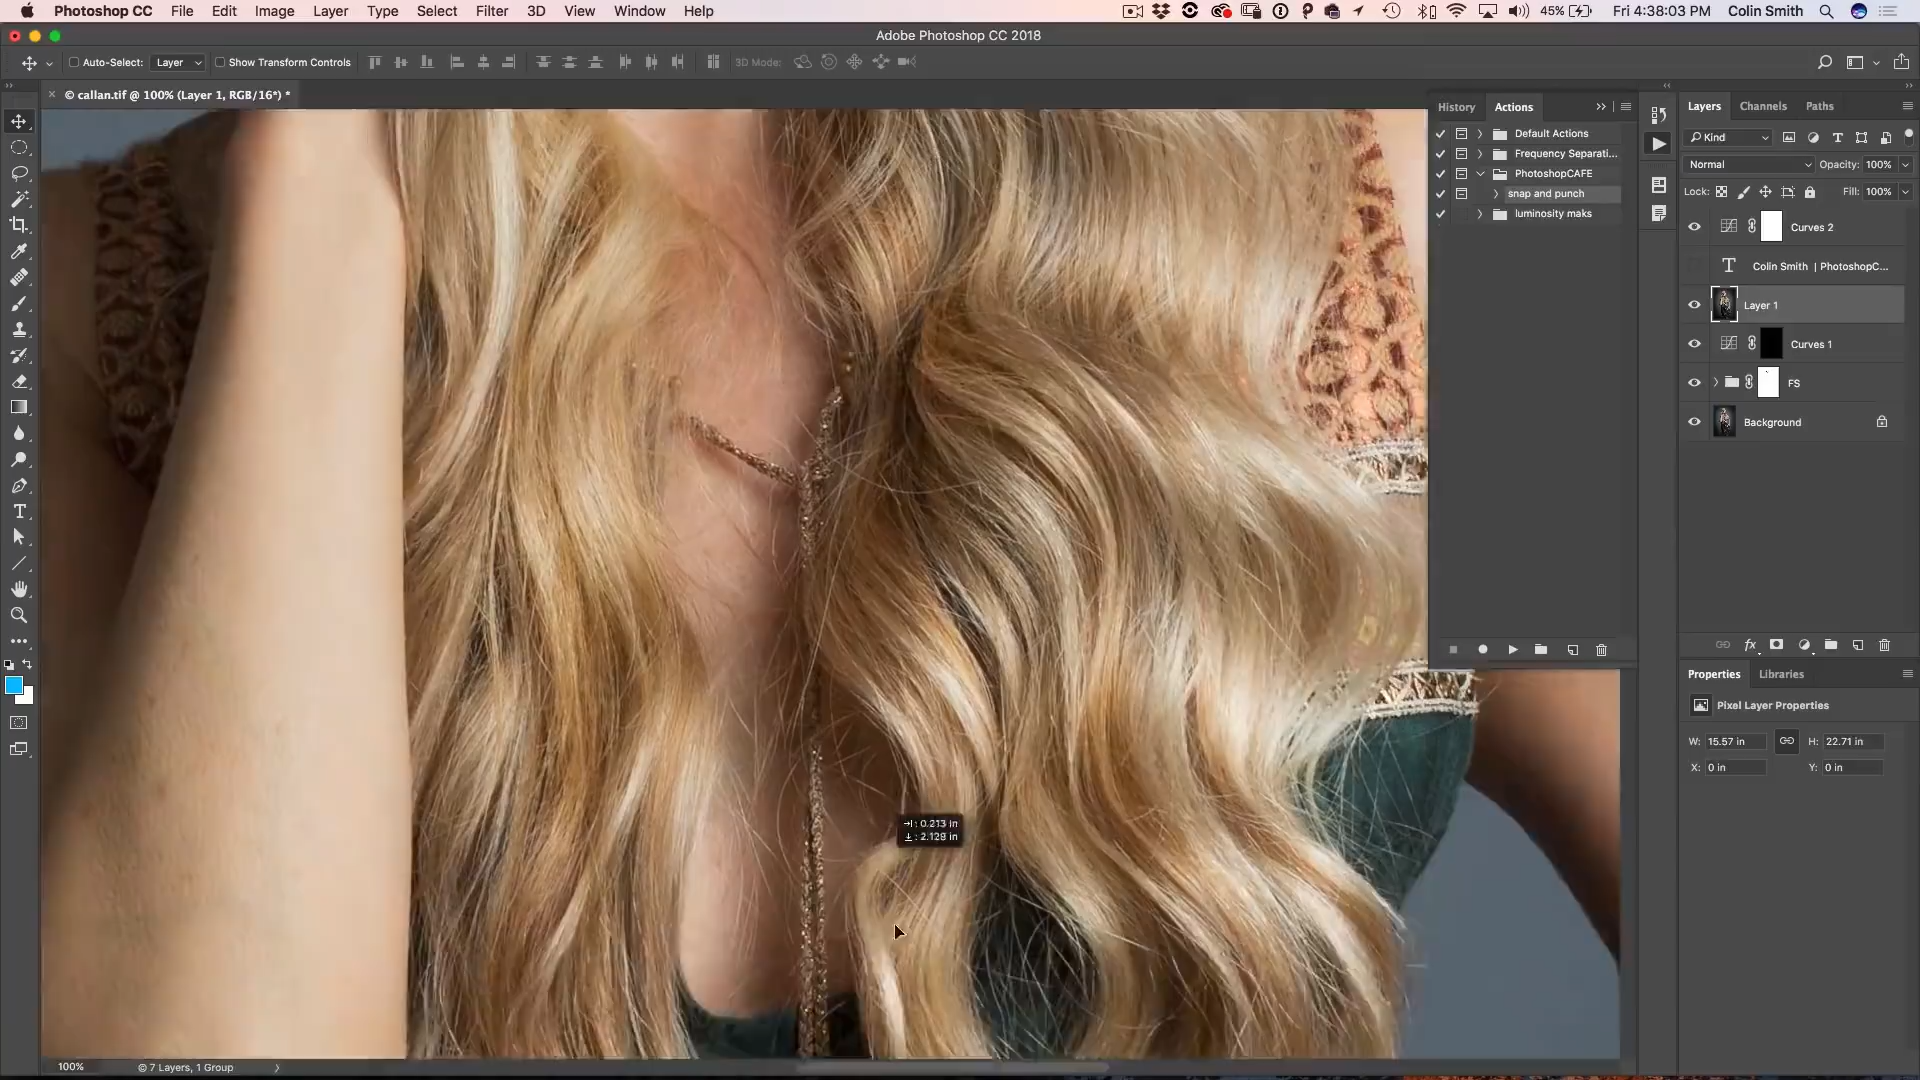 Photoshop CC File Edit Image Layer Type Select Filter 3D View Window Help 45% Fri 4:38:03 PM Colin Smith
Adobe Photoshop CC 2018
Auto-Select: Layer Show Transform Controls 3D Mode:
× © callan.tif @ 100% (Layer 1, RGB/16*) *
History Actions
Default Actions
Frequency Separati...
PhotoshopCAFE
snap and punch
luminosity maks
Layers Channels Paths
Kind
Normal Opacity: 100%
Lock: Fill: 100%
Curves 2
Colin Smith | PhotoshopC...
Layer 1
Curves 1
FS
Background
Properties Libraries
Pixel Layer Properties
W: 15.57 in H: 22.71 in
X: 0 in Y: 0 in
: 0.213 in
: 2.128 in
100% © 7 Layers, 1 Group